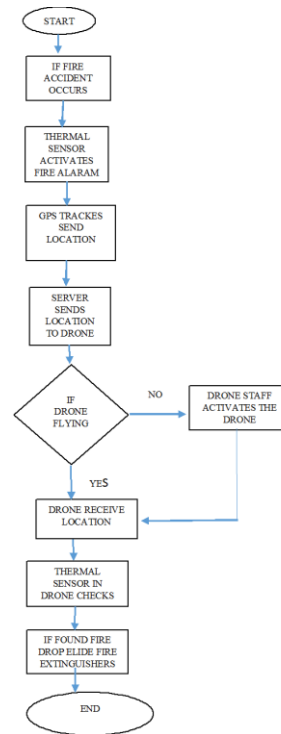 START
IF FIRE
ACCIDENT
OCCURS
THERMAL
SENSOR
ACTIVATES
FIRE ALARAM
GPS TRACKES
SEND
LOCATION
SERVER
SENDS
LOCATION
TO DRONE
IF
DRONE
FLYING
NO
DRONE STAFF
ACTIVATES THE
DRONE
YES
DRONE RECEIVE
LOCATION
THERMAL
SENSOR IN
DRONE CHECKS
IF FOUND FIRE
DROP ELIDE FIRE
EXTINGUISHERS
END